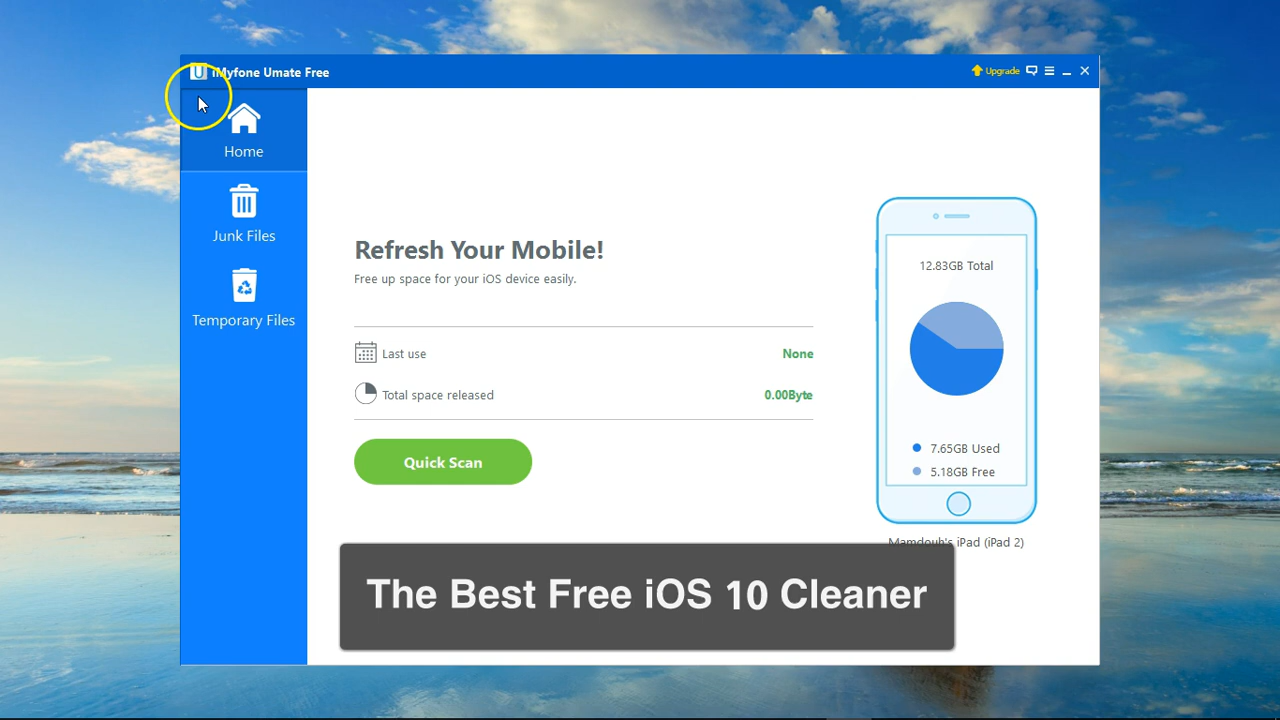 iMyfone Umate Free
Upgrade
Home
Junk Files
Temporary Files
Refresh Your Mobile!
Free up space for your iOS device easily.
Last use
None
Total space released
0.00Byte
Quick Scan
12.83GB Total
7.65GB Used
5.18GB Free
Mamdouh's iPad (iPad 2)
The Best Free iOS 10 Cleaner